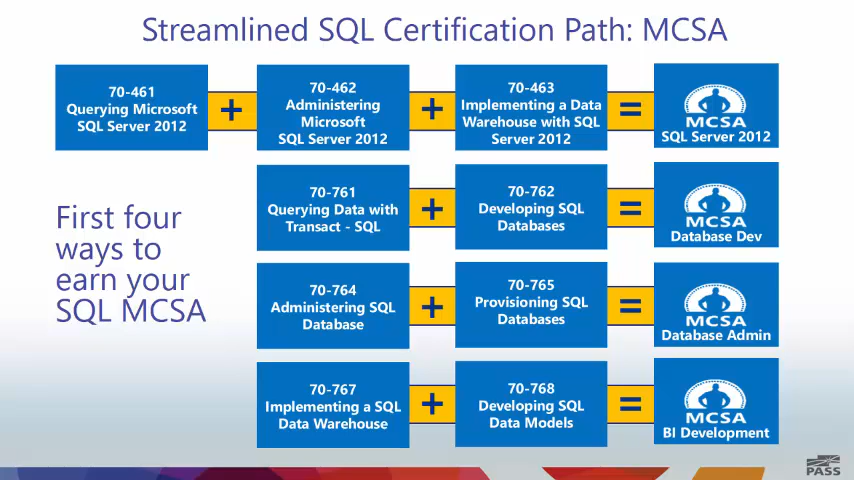 Streamlined SQL Certification Path: MCSA
70-461
Querying Microsoft
SQL Server 2012
+
70-462
Administering
Microsoft
SQL Server 2012
+
70-463
Implementing a Data
Warehouse with SQL
Server 2012
=
MCSA
SQL Server 2012
First four
ways to
earn your
SQL MCSA
70-761
Querying Data with
Transact - SQL
+
70-762
Developing SQL
Databases
=
MCSA
Database Dev
70-764
Administering SQL
Database
+
70-765
Provisioning SQL
Databases
=
MCSA
Database Admin
70-767
Implementing a SQL
Data Warehouse
+
70-768
Developing SQL
Data Models
=
MCSA
BI Development
PASS